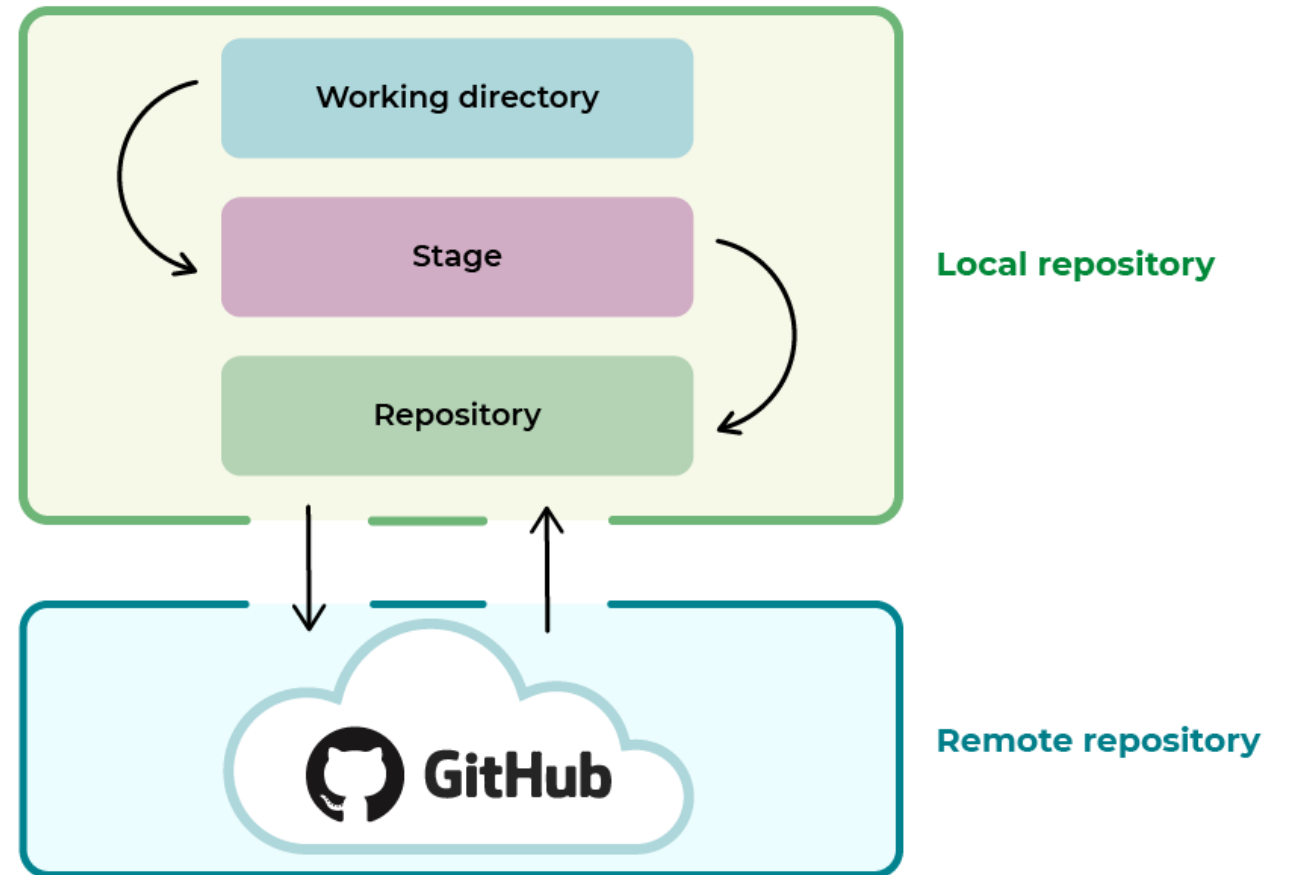 Working directory
Stage
Local repository
Repository
Remote repository
GitHub